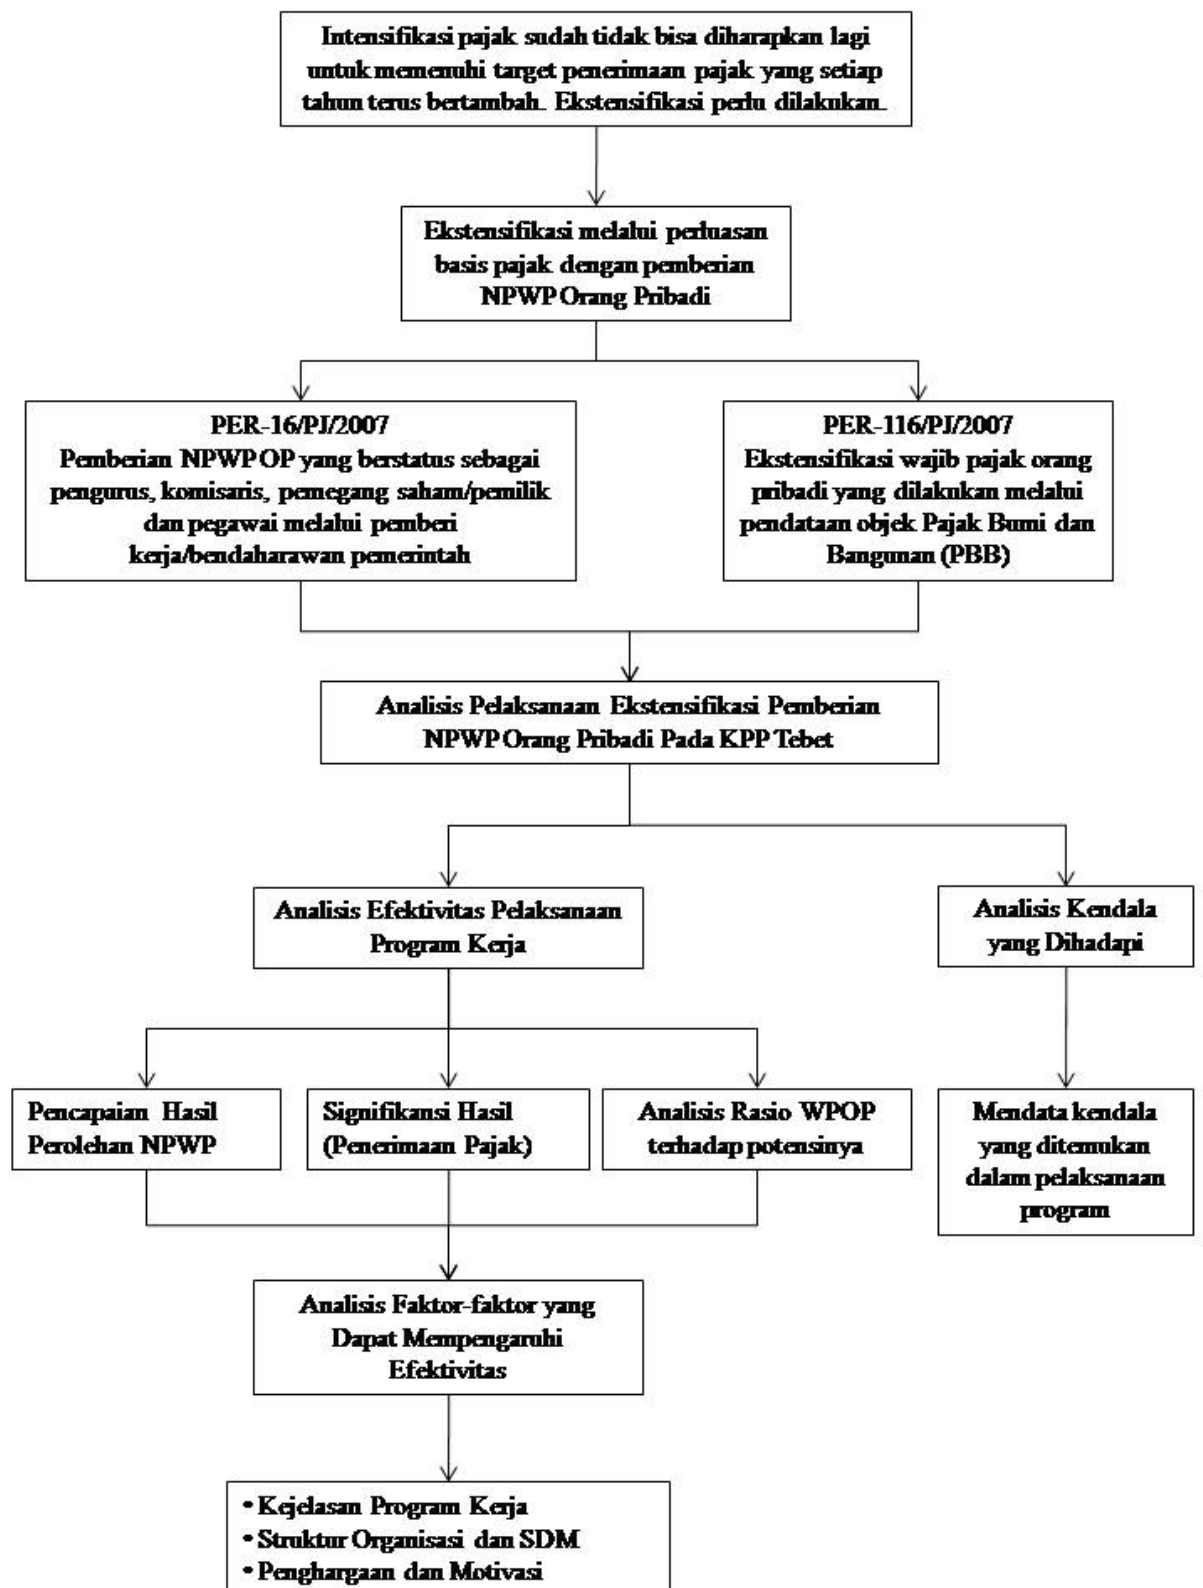 Intensifikasi pajak sudah tidak bisa diharapkan lagi
untuk memenuhi target penerimaan pajak yang setiap
tahun terus bertambah. Ekstensifikasi perlu dilakukan.
Ekstensifikasi melalui perluasan
basis pajak dengan pemberian
NPWP Orang Pribadi
PER-16/PJ/2007
Pemberian NPWP OP yang berstatus sebagai
pengurus, komisaris, pemegang saham/pemilik
dan pegawai melalui pemberi
kerja/bendaharawan pemerintah
PER-116/PJ/2007
Ekstensifikasi wajib pajak orang
pribadi yang dilakukan melalui
pendataan objek Pajak Bumi dan
Bangunan (PBB)
Analisis Pelaksanaan Ekstensifikasi Pemberian
NPWP Orang Pribadi Pada KPP Tebet
Analisis Efektivitas Pelaksanaan
Program Kerja
Analisis Kendala
yang Dihadapi
Pencapaian Hasil
Perolehan NPWP
Signifikansi Hasil
(Penerimaan Pajak)
Analisis Rasio WPOP
terhadap potensinya
Mendata kendala
yang ditemukan
dalam pelaksanaan
program
Analisis Faktor-faktor yang
Dapat Mempengaruhi
Efektivitas
• Kejelasan Program Kerja
• Struktur Organisasi dan SDM
• Penghargaan dan Motivasi